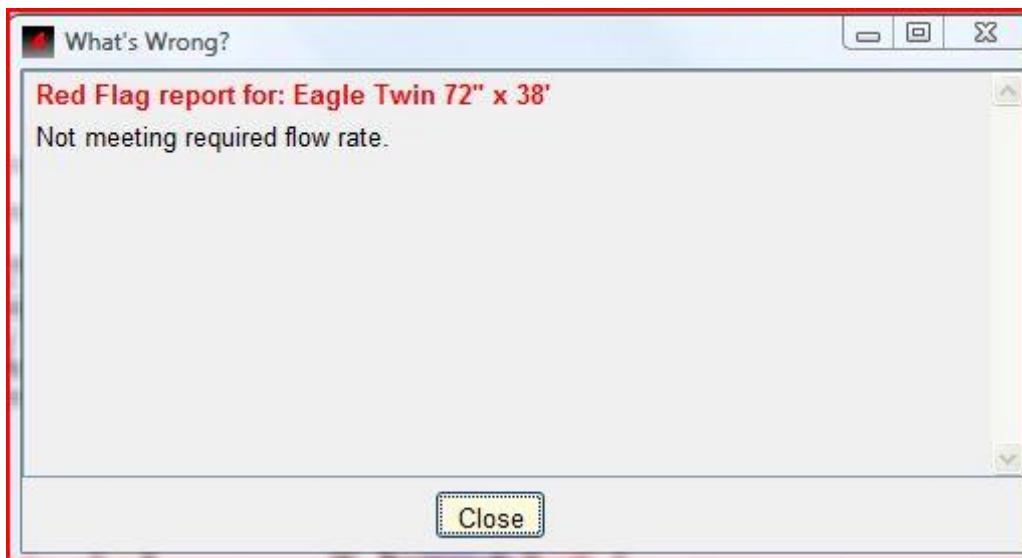 What's Wrong?
Red Flag report for: Eagle Twin 72" x 38'
Not meeting required flow rate.
Close